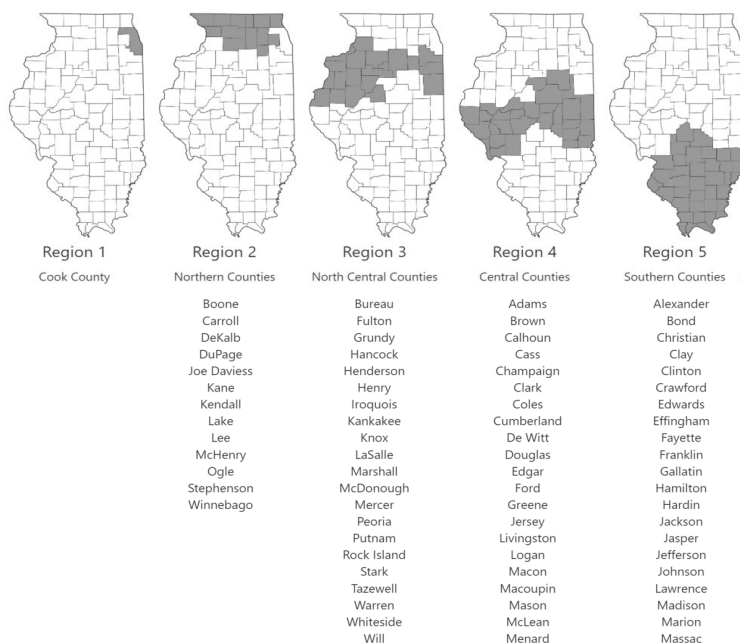 Region 1
Cook County
Region 2
Northern Counties
Boone
Carroll
DeKalb
DuPage
Joe Daviess
Kane
Kendall
Lake
Lee
McHenry
Ogle
Stephenson
Winnebago
Region 3
North Central Counties
Bureau
Fulton
Grundy
Hancock
Henderson
Henry
Iroquois
Kankakee
Knox
LaSalle
Marshall
McDonough
Mercer
Peoria
Putnam
Rock Island
Stark
Tazewell
Warren
Whiteside
Will
Region 4
Central Counties
Adams
Brown
Calhoun
Cass
Champaign
Clark
Coles
Cumberland
De Witt
Douglas
Edgar
Ford
Greene
Jersey
Livingston
Logan
Macon
Macoupin
Mason
McLean
Menard
Region 5
Southern Counties
Alexander
Bond
Christian
Clay
Clinton
Crawford
Edwards
Effingham
Fayette
Franklin
Gallatin
Hamilton
Hardin
Jackson
Jasper
Jefferson
Johnson
Lawrence
Madison
Marion
Massac